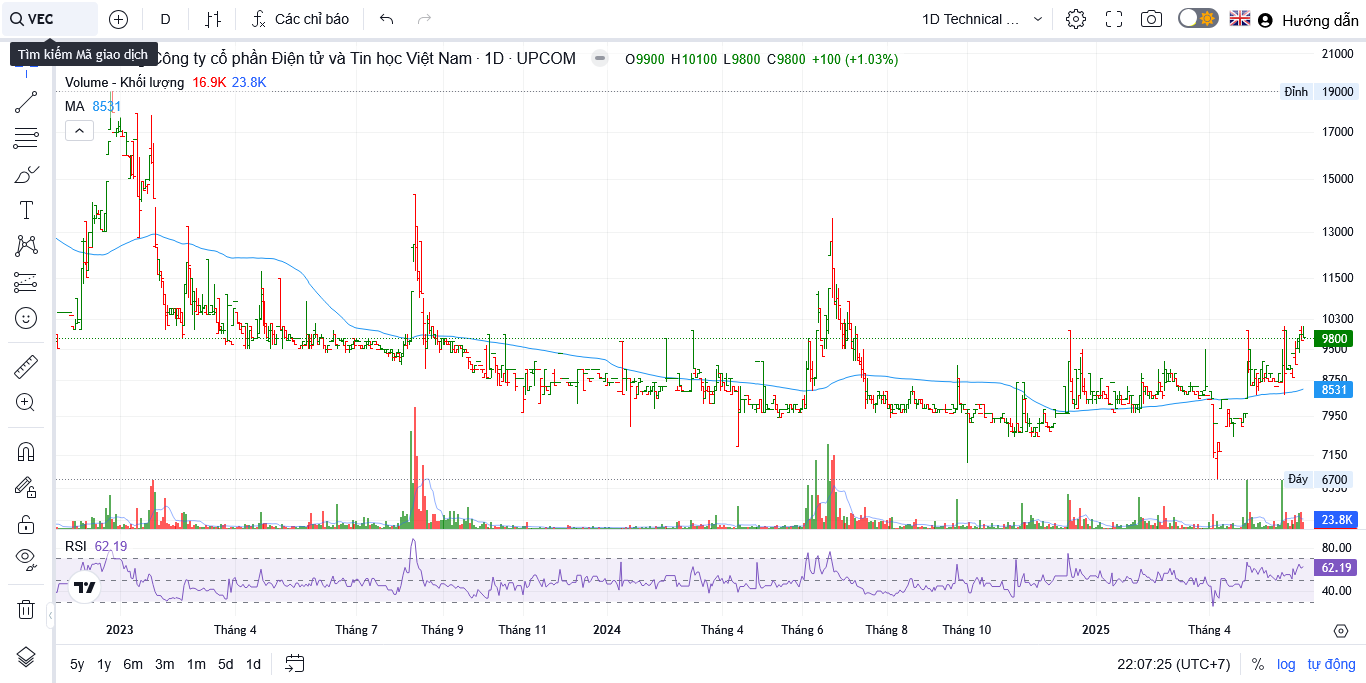 VEC
D
Các chỉ báo
1D Technical ...
Hướng dẫn
Tìm kiếm Mã giao dịch
Công ty cổ phần Điện tử và Tin học Việt Nam · 1D · UPCOM
O9900 H10100 L9800 C9800 +100 (+1.03%)
Volume - Khối lượng 16.9K 23.8K
MA 8531
21000
Đỉnh 19000
17000
15000
13000
11500
10300
9800
9500
8750
8531
7950
7150
Đáy 6700
23.8K
RSI 62.19
80.00
62.19
40.00
2023 Tháng 4 Tháng 7 Tháng 9 Tháng 11 2024 Tháng 4 Tháng 6 Tháng 8 Tháng 10 2025 Tháng 4
5y 1y 6m 3m 1m 5d 1d
22:07:25 (UTC+7) % log tự động